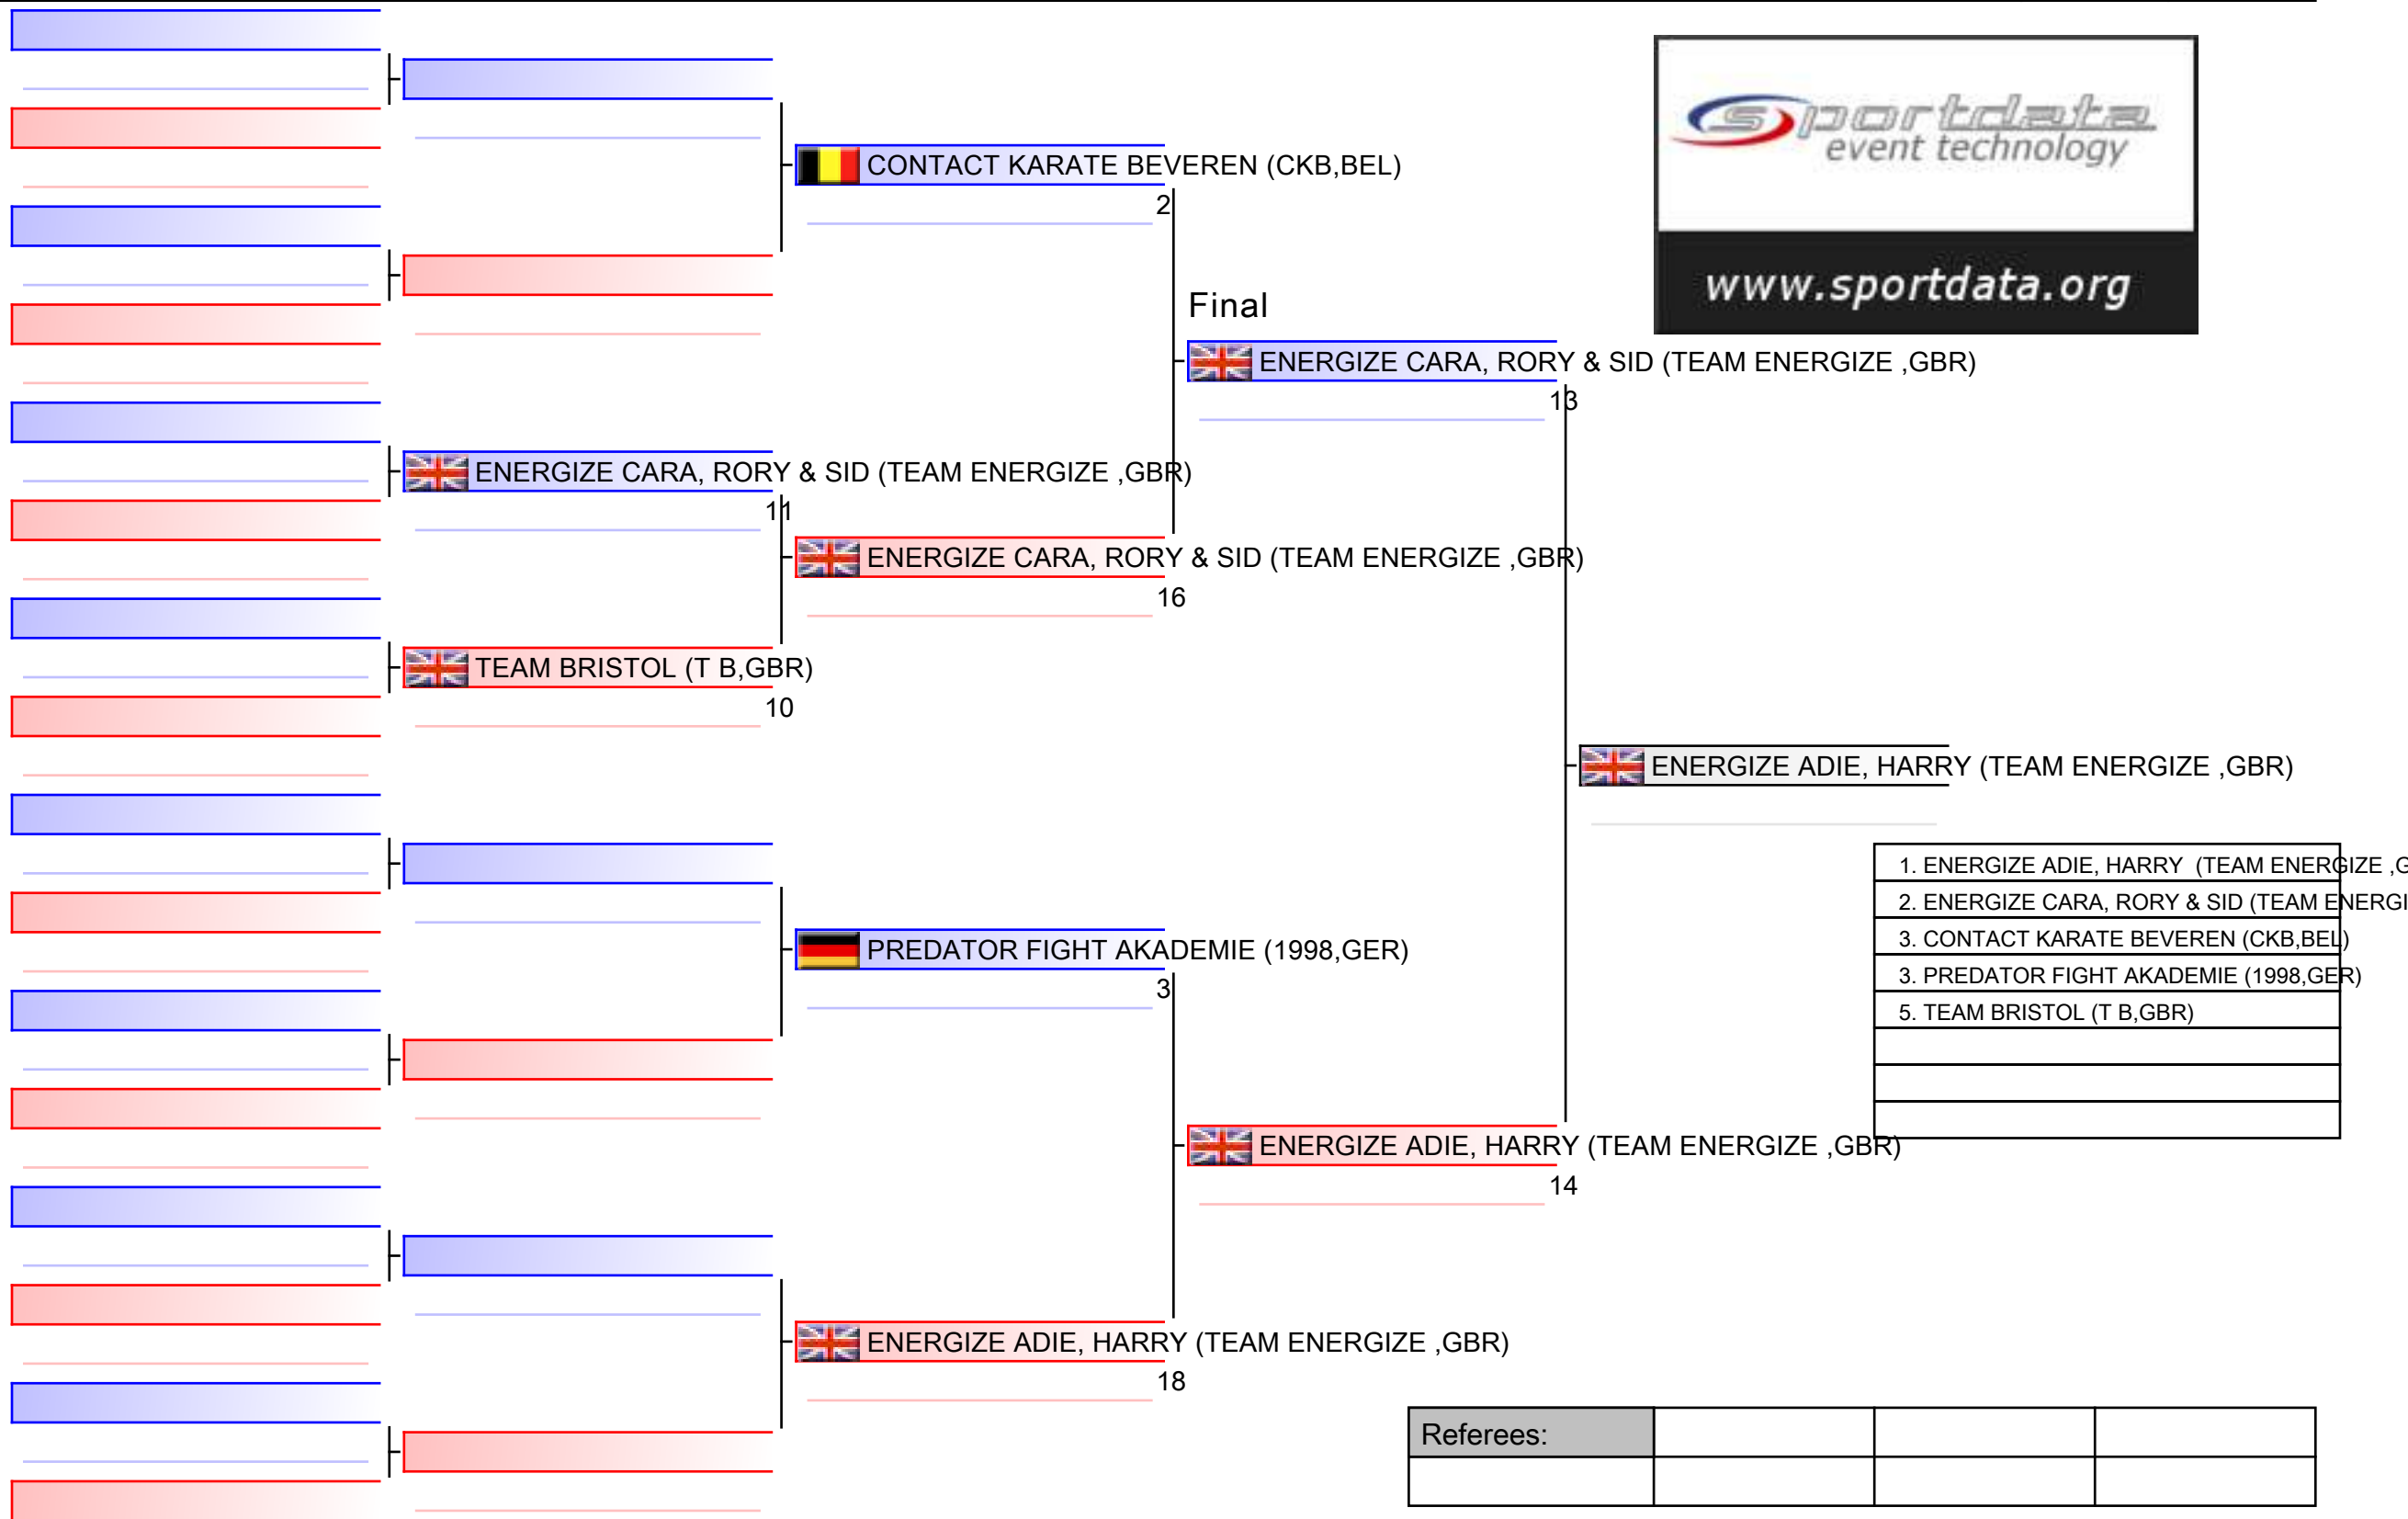 sportdata
event technology
www.sportdata.org
CONTACT KARATE BEVEREN (CKB,BEL)
2
Final
ENERGIZE CARA, RORY & SID (TEAM ENERGIZE ,GBR)
13
ENERGIZE CARA, RORY & SID (TEAM ENERGIZE ,GBR)
11
ENERGIZE CARA, RORY & SID (TEAM ENERGIZE ,GBR)
16
TEAM BRISTOL (T B,GBR)
10
ENERGIZE ADIE, HARRY (TEAM ENERGIZE ,GBR)
1. ENERGIZE ADIE, HARRY  (TEAM ENERGIZE ,G
2. ENERGIZE CARA, RORY & SID (TEAM ENERGI
3. CONTACT KARATE BEVEREN (CKB,BEL)
3. PREDATOR FIGHT AKADEMIE (1998,GER)
5. TEAM BRISTOL (T B,GBR)
PREDATOR FIGHT AKADEMIE (1998,GER)
3
ENERGIZE ADIE, HARRY (TEAM ENERGIZE ,GBR)
14
ENERGIZE ADIE, HARRY (TEAM ENERGIZE ,GBR)
18
Referees: